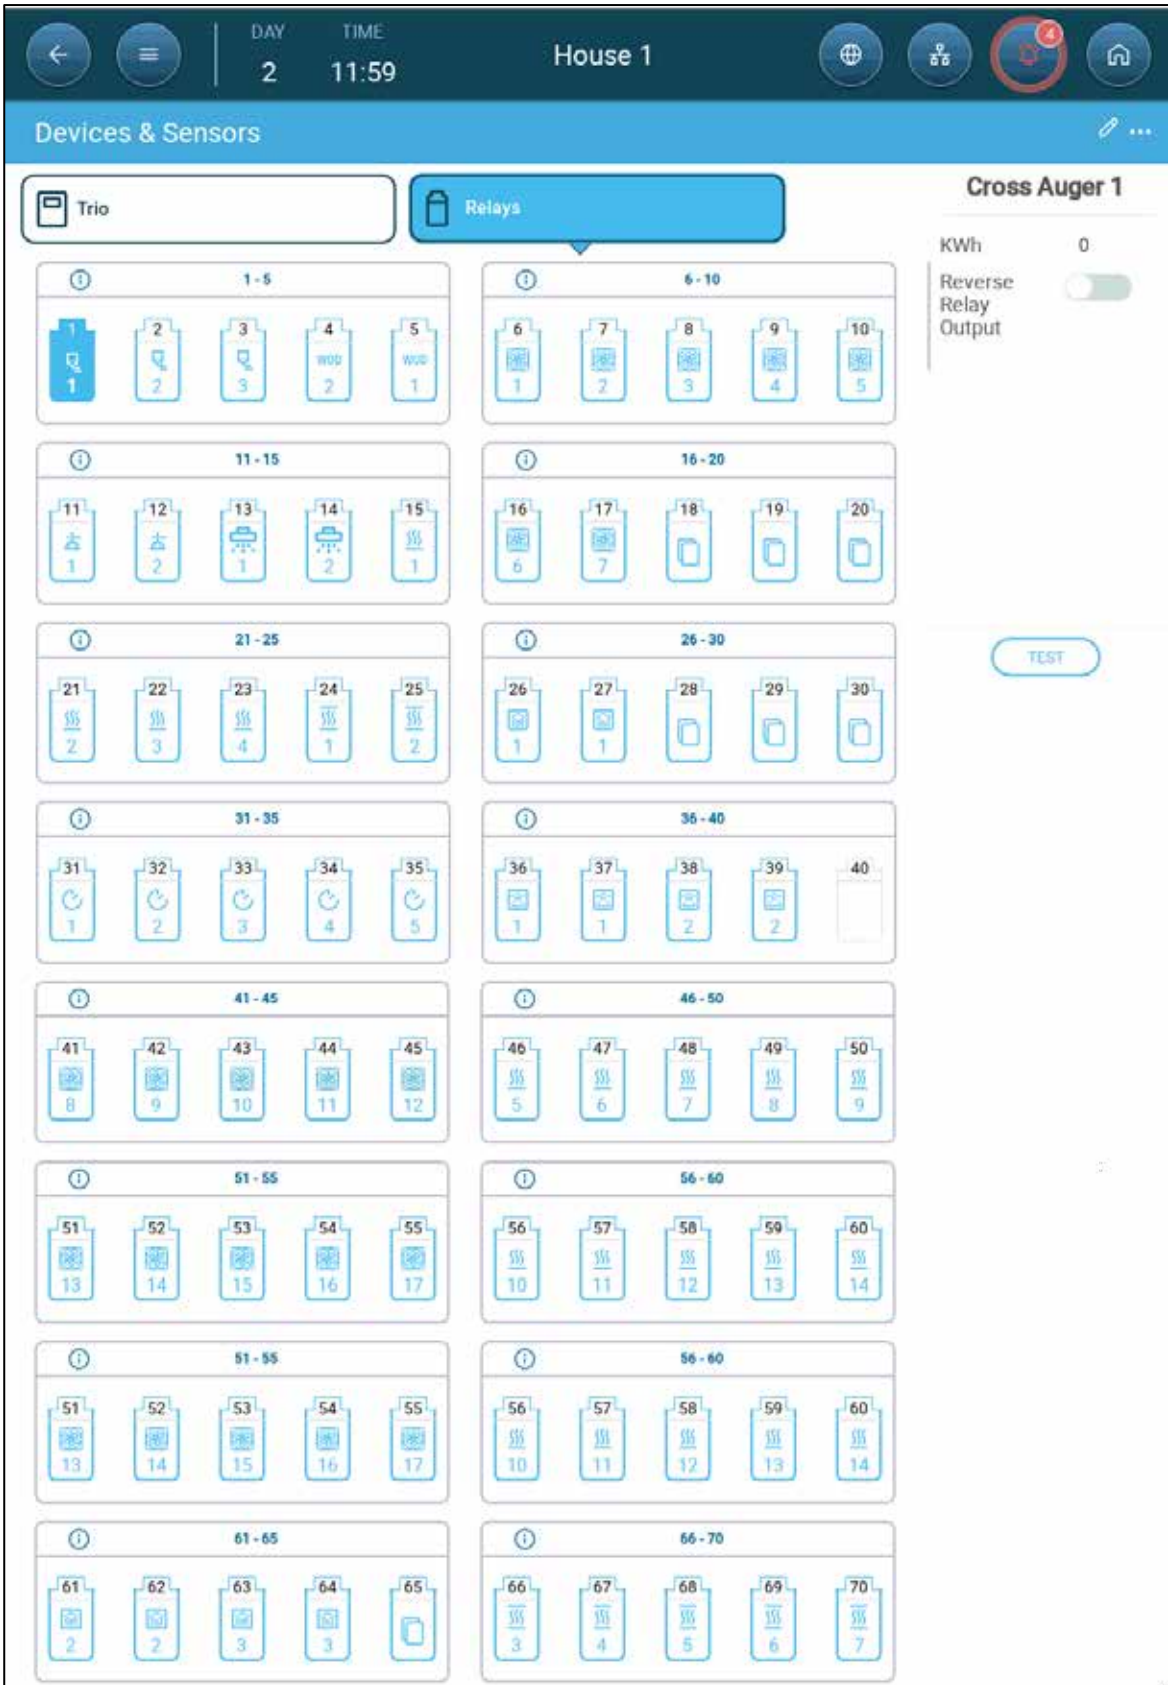 DAY TIME
2 11:59 House 1 4
Devices & Sensors
Trio Relays Cross Auger 1
KWh 0
Reverse
Relay
Output
1 - 5 6 - 10
1 2 3 4 5 6 7 8 9 10
WOD WOD
1 2 3 2 1 1 2 3 4 5
11 - 15 16 - 20
11 12 13 14 15 16 17 18 19 20
1 2 1 2 1 6 7
21 - 25 26 - 30
TEST
21 22 23 24 25 26 27 28 29 30
2 3 4 1 2 1 1
31 - 35 36 - 40
31 32 33 34 35 36 37 38 39 40
1 2 3 4 5 1 1 2 2
41 - 45 46 - 50
41 42 43 44 45 46 47 48 49 50
8 9 10 11 12 5 6 7 8 9
51 - 55 56 - 60
51 52 53 54 55 56 57 58 59 60
13 14 15 16 17 10 11 12 13 14
51 - 55 56 - 60
51 52 53 54 55 56 57 58 59 60
13 14 15 16 17 10 11 12 13 14
61 - 65 66 - 70
61 62 63 64 65 66 67 68 69 70
2 2 3 3 3 4 5 6 7